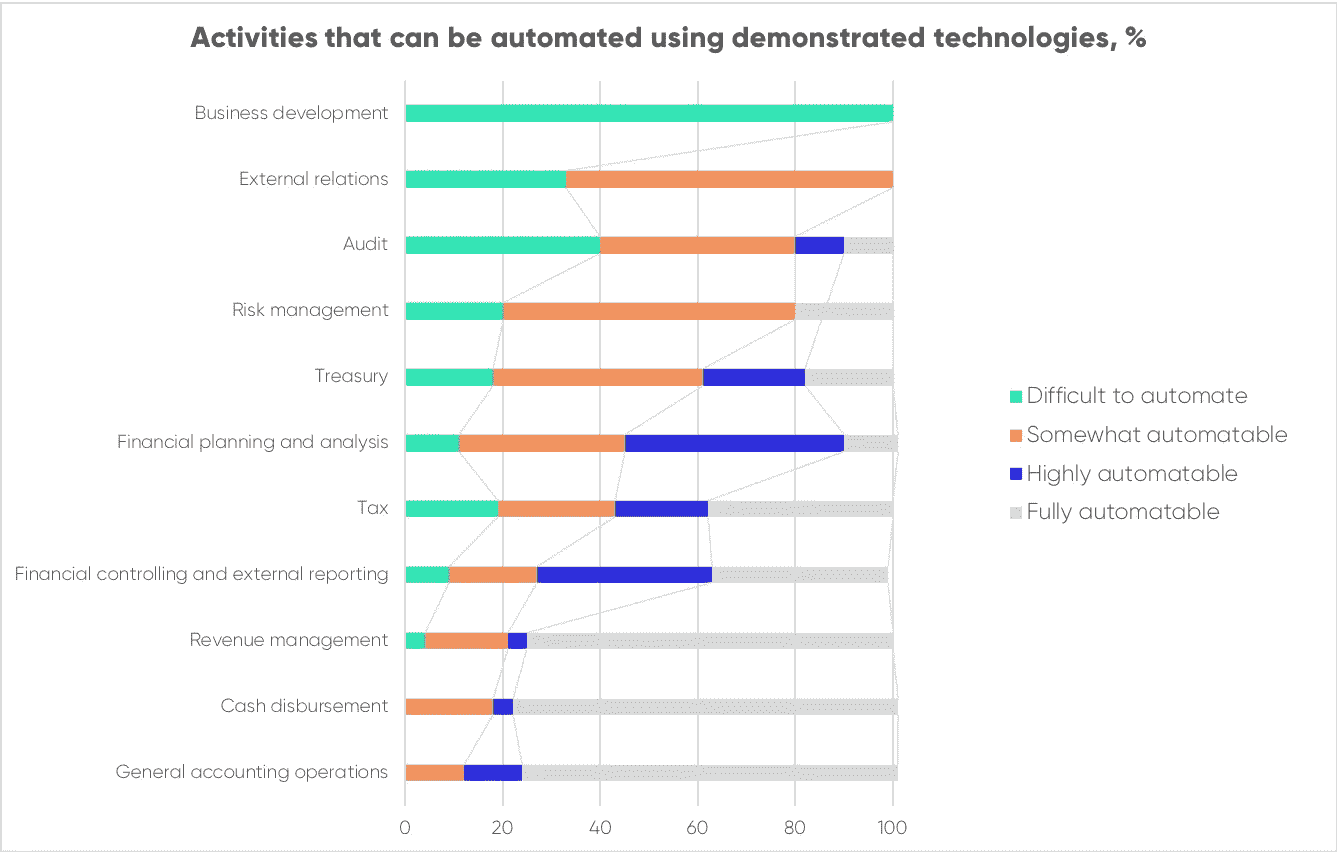 Activities that can be automated using demonstrated technologies, %
Business development
External relations
Audit
Risk management
Treasury
Financial planning and analysis
Tax
Financial controlling and external reporting
Revenue management
Cash disbursement
General accounting operations
0 20 40 60 80 100
Difficult to automate
Somewhat automatable
Highly automatable
Fully automatable